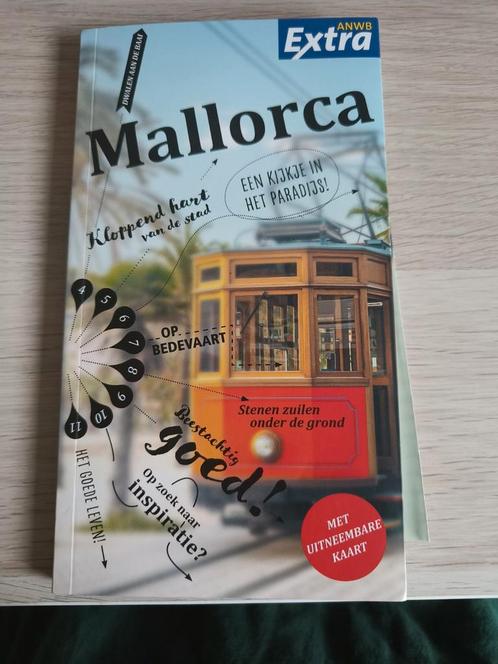 ANWB
Extra
DWALEN AAN DE BAAI
Mallorca
EEN KIJKJE IN
HET PARADIJS!
Kloppend hart
van de stad
4
5
6
7
8
9
10
11
OP
BEDEVAART
Stenen zuilen
onder de grond
Beestachtig
goed!
Op zoek naar
inspiratie?
HET GOEDE LEVEN!
MET
UITNEEMBARE
KAART